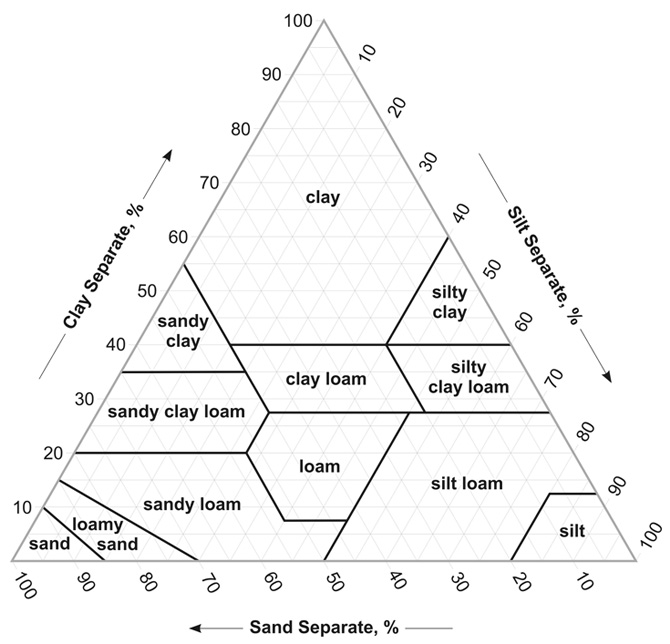 100
10
90
20
80
30
70
clay
40
60
50
silty
clay
50
sandy
clay
60
40
silty
clay loam
clay loam
70
30
sandy clay loam
80
20
loam
silt loam
90
sandy loam
10
loamy
sand
sand
silt
100
100
90
80
70
60
50
40
30
20
10
Clay Separate, %
Silt Separate, %
Sand Separate, %